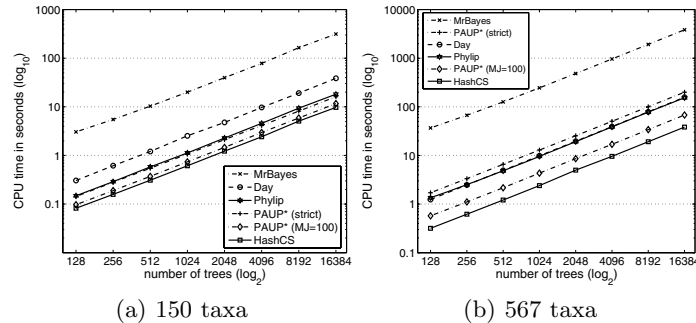 1000
100
10
1
0.1
CPU time in seconds (log10)
128 256 512 1024 2048 4096 8192 16384
number of trees (log2)
MrBayes
Day
Phylip
PAUP* (strict)
PAUP* (MJ=100)
HashCS
(a) 150 taxa
10000
1000
100
10
1
0.1
CPU time in seconds (log10)
128 256 512 1024 2048 4096 8192 16384
number of trees (log2)
MrBayes
PAUP* (strict)
Day
Phylip
PAUP* (MJ=100)
HashCS
(b) 567 taxa